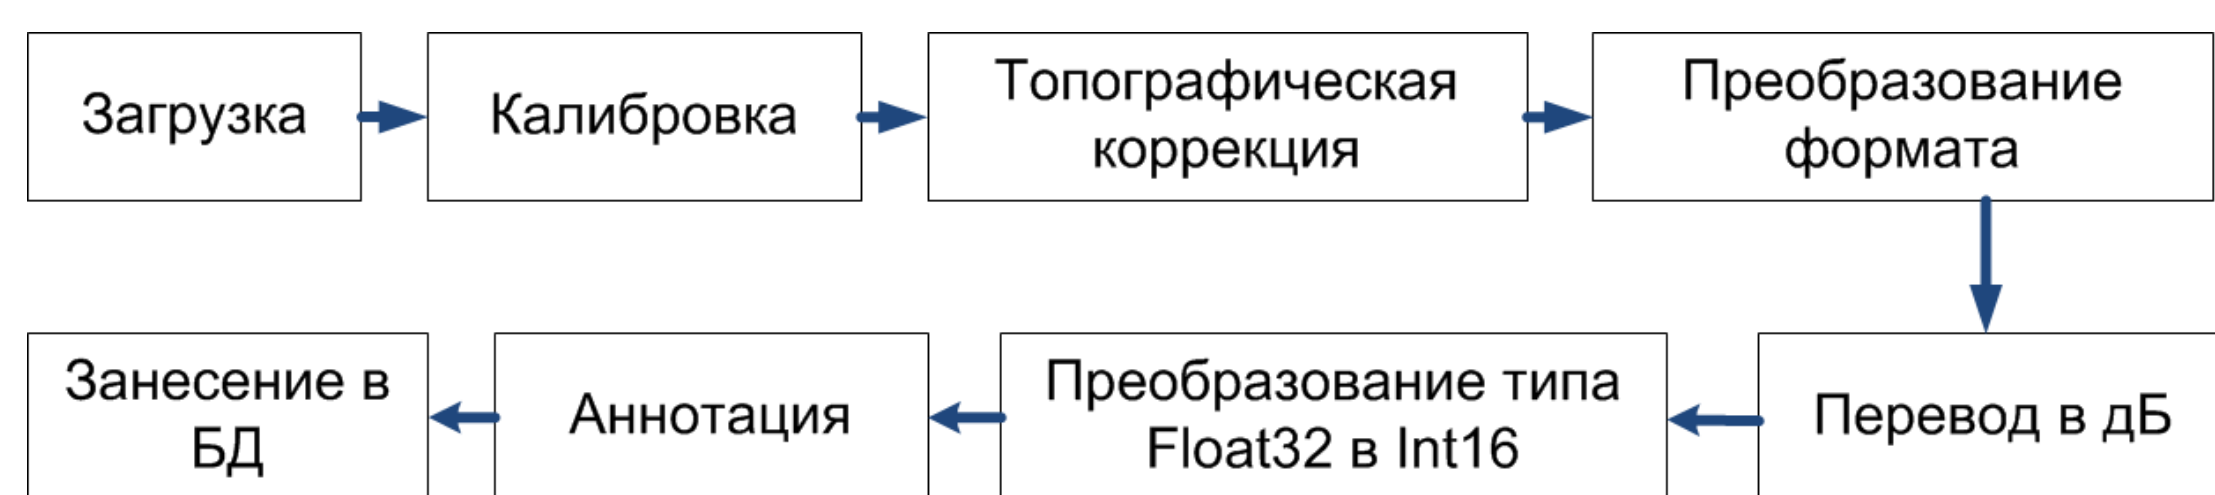 Загрузка
Калибровка
Топографическая
коррекция
Преобразование
формата
Перевод в дБ
Преобразование типа
Float32 в Int16
Аннотация
Занесение в
БД